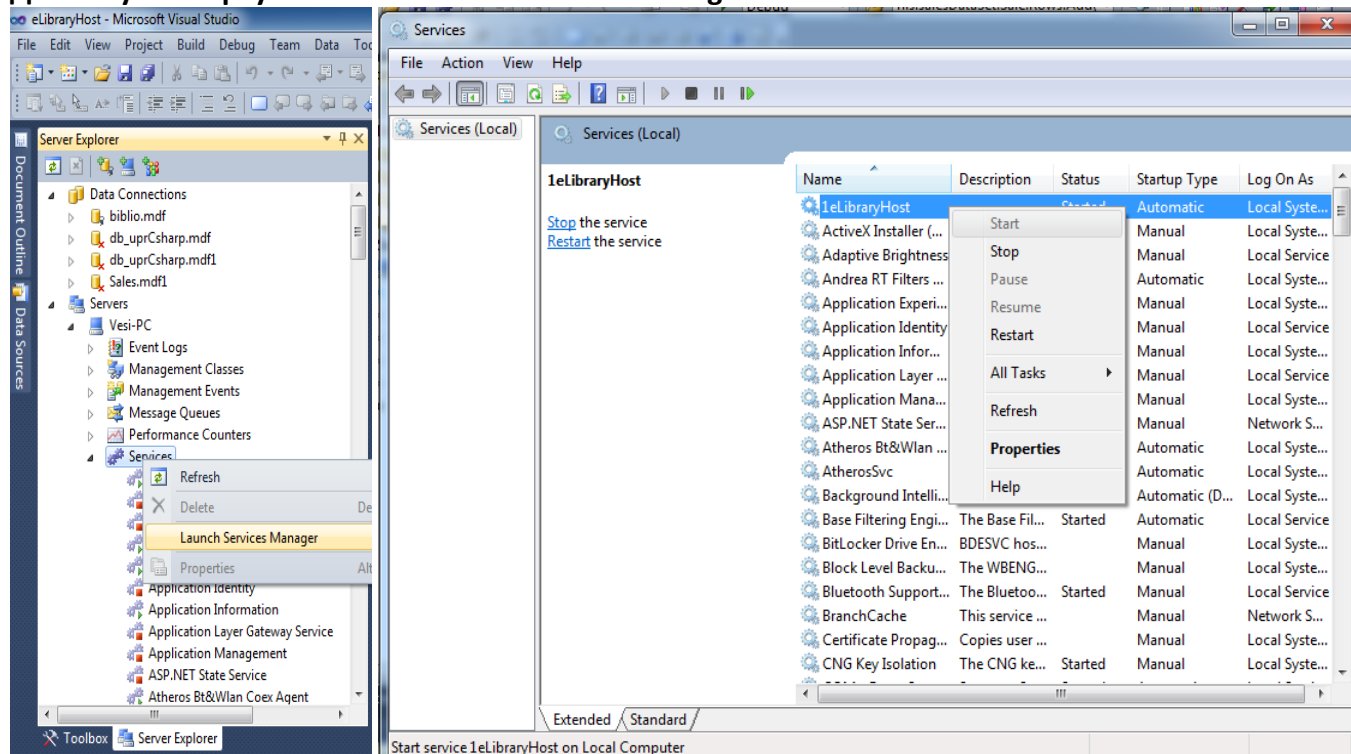 eLibraryHost - Microsoft Visual Studio
File Edit View Project Build Debug Team Data
Server Explorer
Data Connections
biblio.mdf
db_uprCsharp.mdf
db_uprCsharp.mdf1
Sales.mdf1
Servers
Vesi-PC
Event Logs
Management Classes
Management Events
Message Queues
Performance Counters
Services
Refresh
Delete De
Launch Services Manager
Properties Alt
Application Identity
Application Information
Application Layer Gateway Service
Application Management
ASP.NET State Service
Atheros Bt&Wlan Coex Agent
Toolbox Server Explorer
Document Outline
Data Sources
Services
File Action View Help
Services (Local)
Services (Local)
1eLibraryHost
Stop the service
Restart the service
Name Description Status Startup Type Log On As
1eLibraryHost Started Automatic Local Syste...
ActiveX Installer (... Manual Local Syste...
Adaptive Brightness Manual Local Service
Andrea RT Filters ... Automatic Local Syste...
Application Experi... Manual Local Syste...
Application Identity Manual Local Service
Application Infor... Manual Local Syste...
Application Layer ... Manual Local Service
Application Mana... Manual Local Syste...
ASP.NET State Ser... Manual Network S...
Atheros Bt&Wlan ... Automatic Local Syste...
AtherosSvc Automatic Local Syste...
Background Intelli... Automatic (D... Local Syste...
Base Filtering Engi... The Base Fil... Started Automatic Local Service
BitLocker Drive En... BDESVC hos... Manual Local Syste...
Block Level Backu... The WBENG... Manual Local Syste...
Bluetooth Support... The Bluetoo... Started Manual Local Service
BranchCache This service ... Manual Network S...
Certificate Propag... Copies user ... Manual Local Syste...
CNG Key Isolation The CNG ke... Started Manual Local Syste...
Start
Stop
Pause
Resume
Restart
All Tasks
Refresh
Properties
Help
Extended Standard
Start service 1eLibraryHost on Local Computer